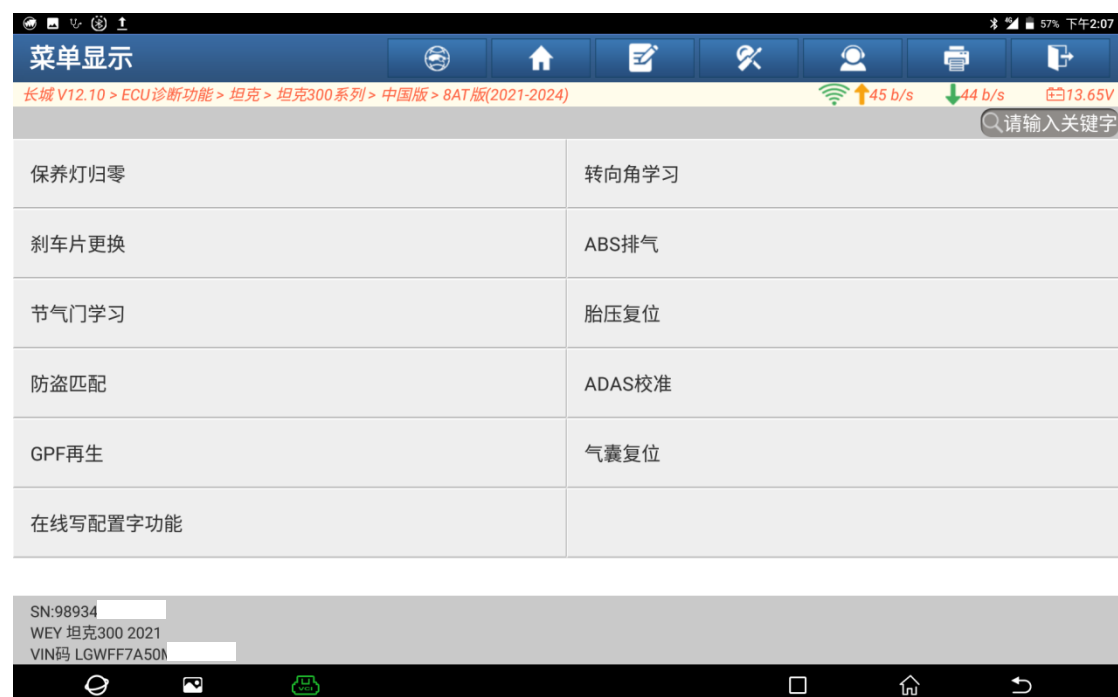 4G 57% 下午2:07
菜单显示
长城 V12.10 > ECU诊断功能 > 坦克 > 坦克300系列 > 中国版 > 8AT版(2021-2024) 45 b/s 44 b/s 13.65V
请输入关键字
保养灯归零 转向角学习
刹车片更换 ABS排气
节气门学习 胎压复位
防盗匹配 ADAS校准
GPF再生 气囊复位
在线写配置字功能
SN:98934
WEY 坦克300 2021
VIN码 LGWFF7A50M
VCI